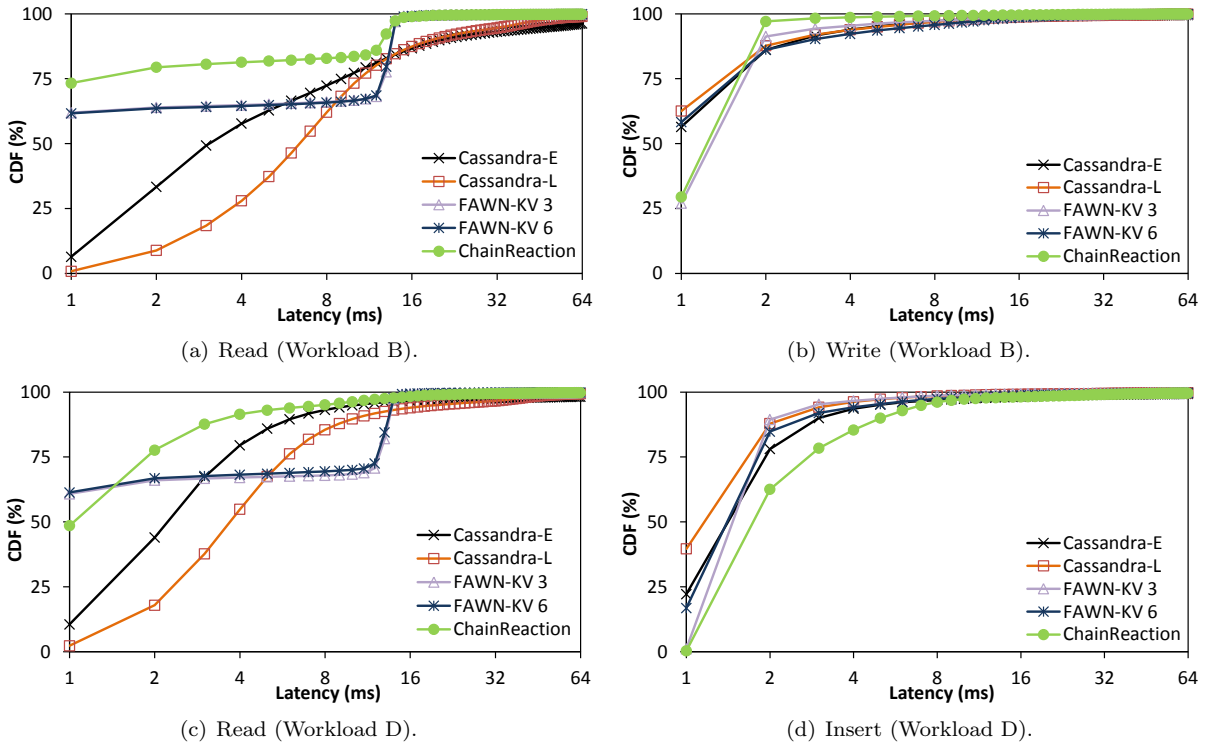 100
75
50
25
0
CDF (%)
Cassandra-E
Cassandra-L
FAWN-KV 3
FAWN-KV 6
ChainReaction
1 2 4 8 16 32 64
Latency (ms)
(a) Read (Workload B).
100
75
50
25
0
CDF (%)
Cassandra-E
Cassandra-L
FAWN-KV 3
FAWN-KV 6
ChainReaction
1 2 4 8 16 32 64
Latency (ms)
(b) Write (Workload B).
100
75
50
25
0
CDF (%)
Cassandra-E
Cassandra-L
FAWN-KV 3
FAWN-KV 6
ChainReaction
1 2 4 8 16 32 64
Latency (ms)
(c) Read (Workload D).
100
75
50
25
0
CDF (%)
Cassandra-E
Cassandra-L
FAWN-KV 3
FAWN-KV 6
ChainReaction
1 2 4 8 16 32 64
Latency (ms)
(d) Insert (Workload D).